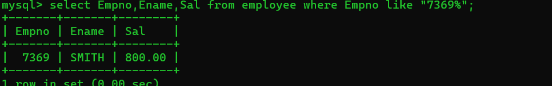 mysql> select Empno,Ename,Sal from employee where Empno like "7369%";
+-------+-------+--------+
| Empno | Ename | Sal    |
+-------+-------+--------+
|  7369 | SMITH | 800.00 |
+-------+-------+--------+
1 row in set (0.00 sec)